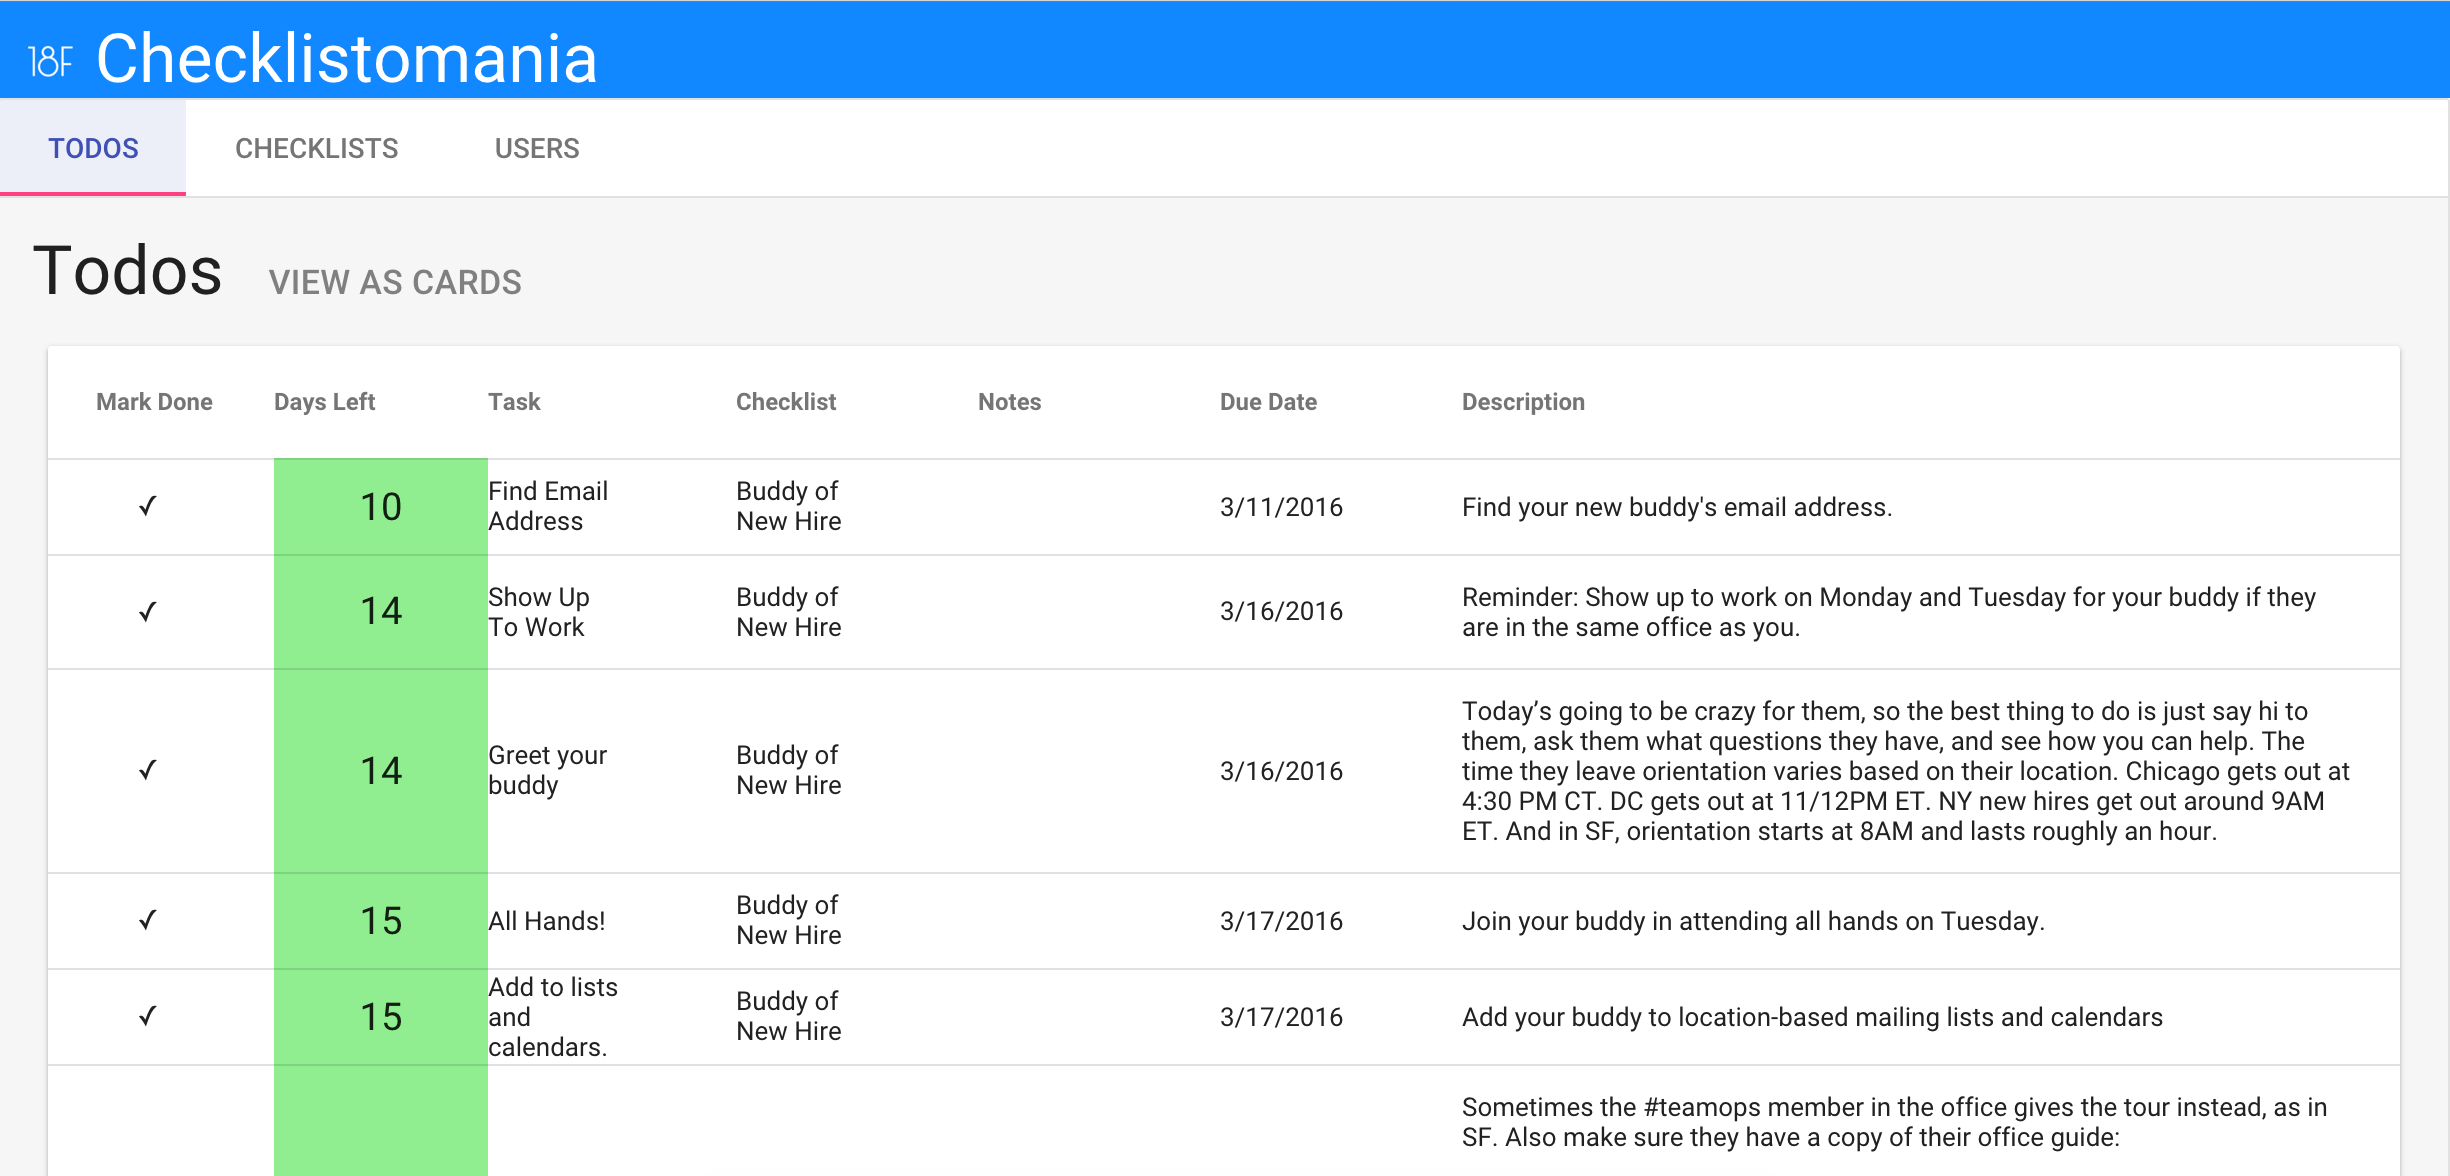 18F Checklistomania
TODOS CHECKLISTS USERS
Todos VIEW AS CARDS
Mark Done Days Left Task Checklist Notes Due Date Description
✓ 10 Find Email
Address
Buddy of
New Hire
3/11/2016
Find your new buddy's email address.
✓ 14 Show Up
To Work
Buddy of
New Hire
3/16/2016
Reminder: Show up to work on Monday and Tuesday for your buddy if they
are in the same office as you.
✓ 14 Greet your
buddy
Buddy of
New Hire
3/16/2016
Today’s going to be crazy for them, so the best thing to do is just say hi to
them, ask them what questions they have, and see how you can help. The
time they leave orientation varies based on their location. Chicago gets out at
4:30 PM CT. DC gets out at 11/12PM ET. NY new hires get out around 9AM
ET. And in SF, orientation starts at 8AM and lasts roughly an hour.
✓ 15 All Hands!
Buddy of
New Hire
3/17/2016
Join your buddy in attending all hands on Tuesday.
✓ 15 Add to lists
and
calendars.
Buddy of
New Hire
3/17/2016
Add your buddy to location-based mailing lists and calendars
Sometimes the #teamops member in the office gives the tour instead, as in
SF. Also make sure they have a copy of their office guide: